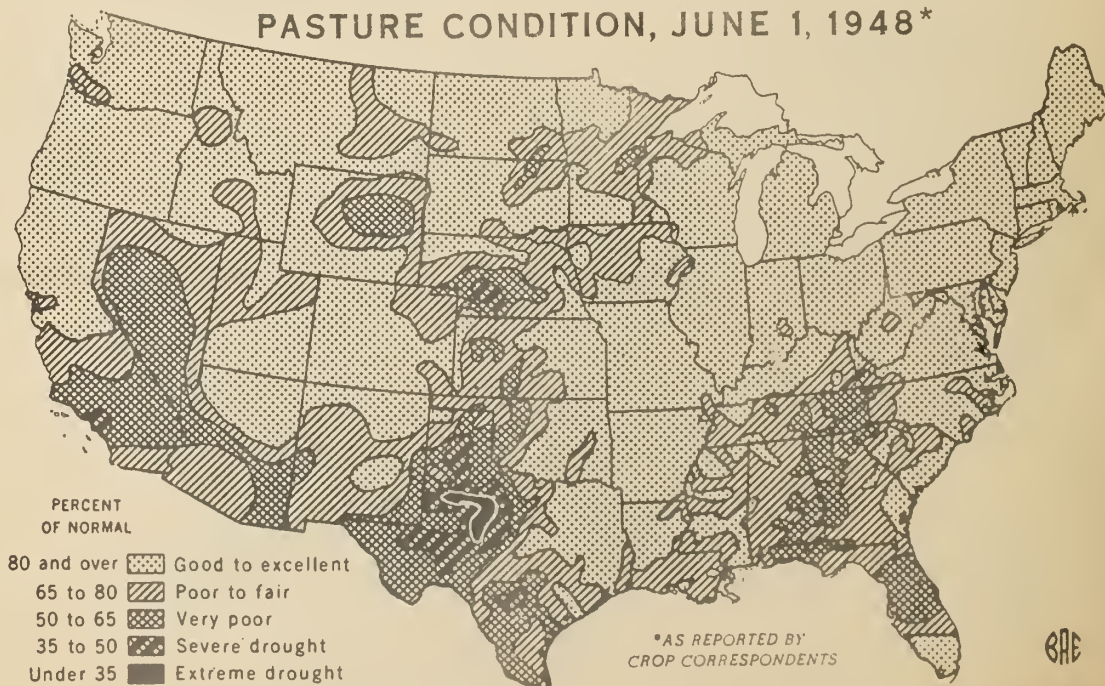 PASTURE CONDITION, JUNE 1, 1948*
PERCENT
OF NORMAL
80 and over Good to excellent
65 to 80 Poor to fair
50 to 65 Very poor
35 to 50 Severe drought
Under 35 Extreme drought
*AS REPORTED BY
CROP CORRESPONDENTS
BAE